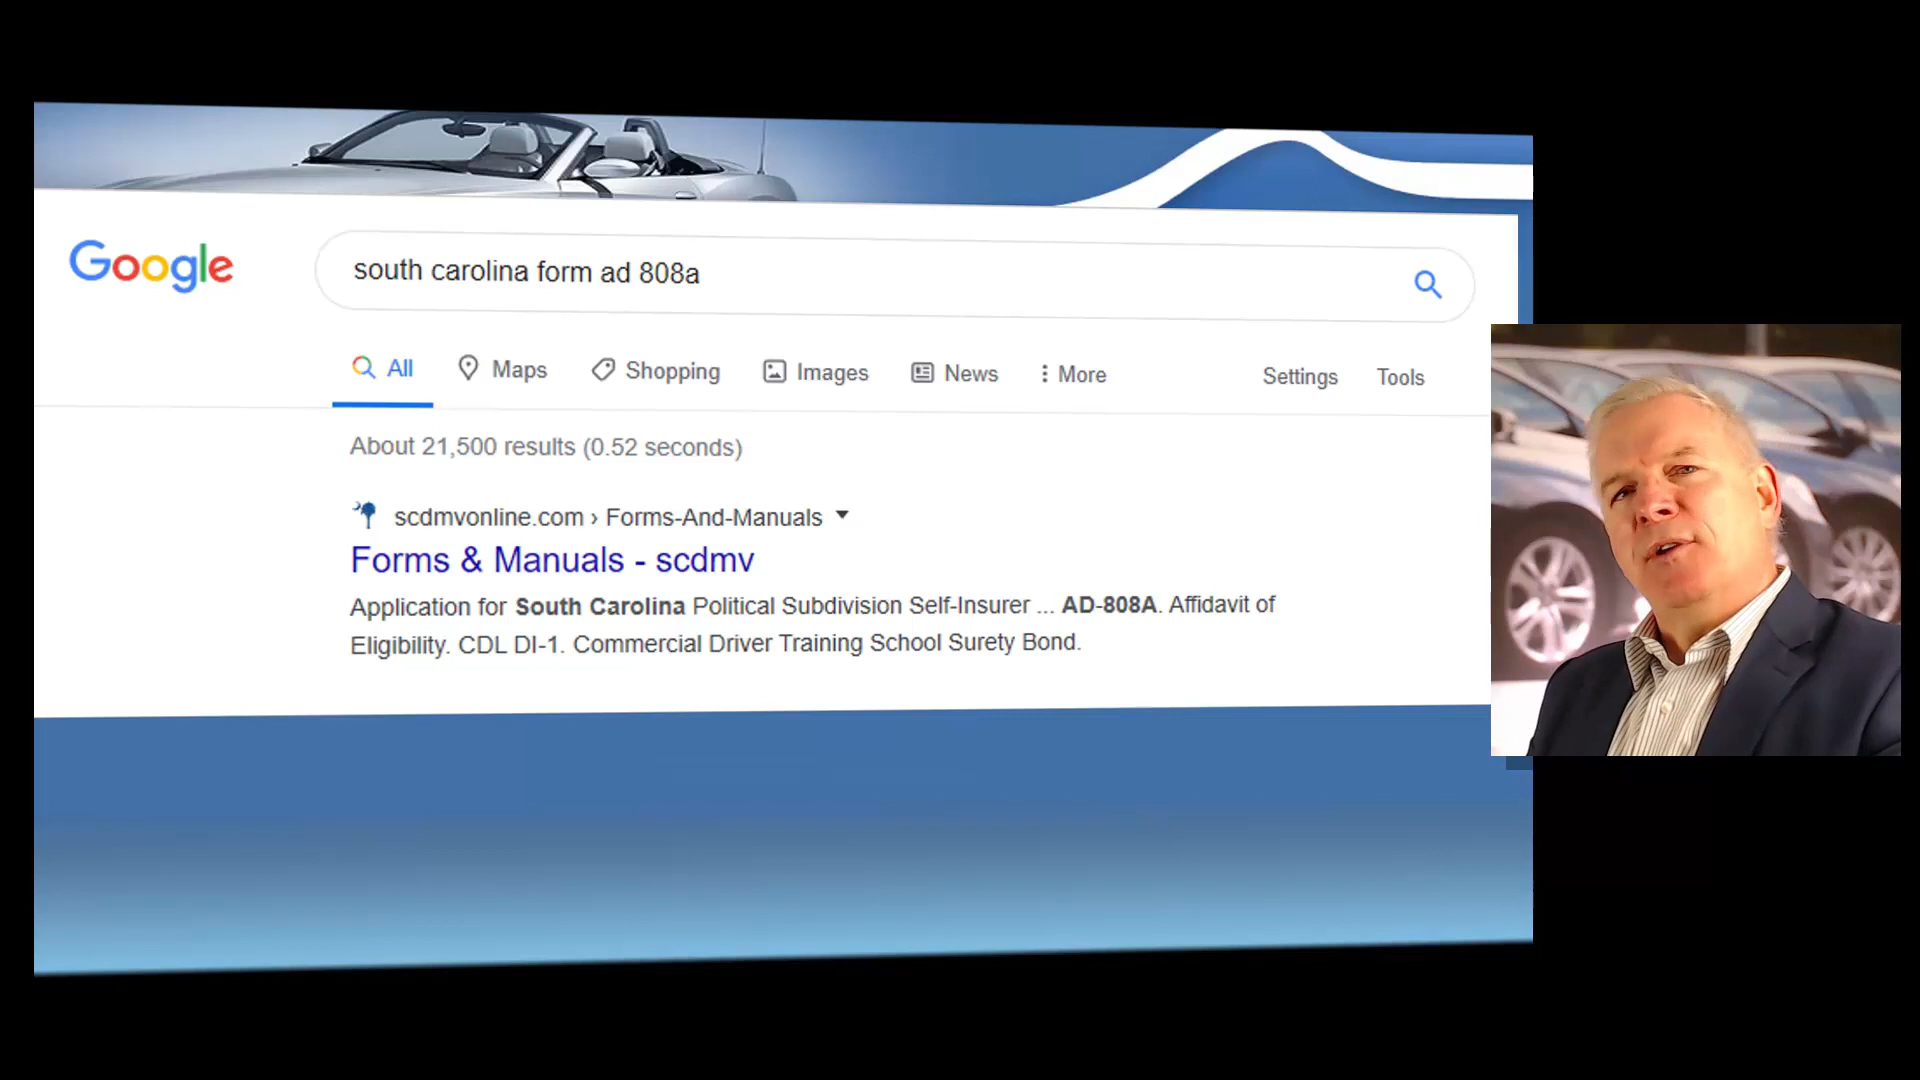 Google
south carolina form ad 808a
All Maps Shopping Images News More Settings Tools
About 21,500 results (0.52 seconds)
scdmvonline.com › Forms-And-Manuals
Forms & Manuals - scdmv
Application for South Carolina Political Subdivision Self-Insurer ... AD-808A. Affidavit of
Eligibility. CDL DI-1. Commercial Driver Training School Surety Bond.